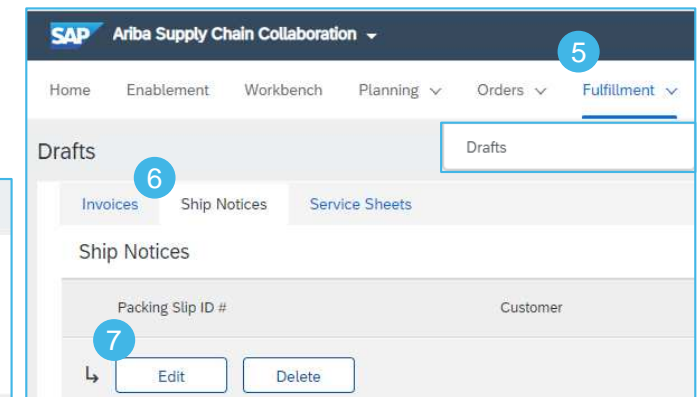 SAP Ariba Supply Chain Collaboration
5
Home Enablement Workbench Planning Orders Fulfillment
Drafts Drafts
6
Invoices Ship Notices Service Sheets
Ship Notices
Packing Slip ID # Customer
7
Edit Delete